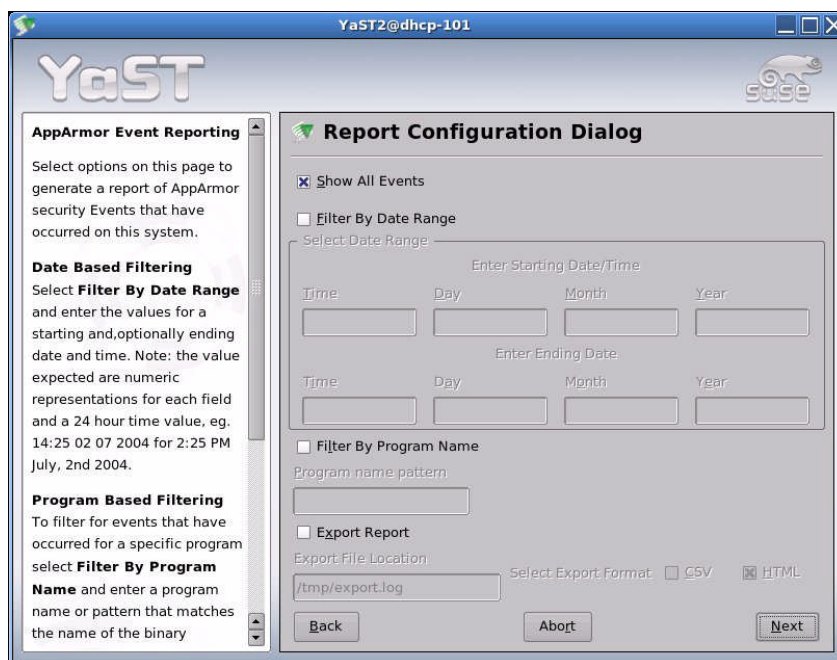 YaST2@dhcp-101
YaST
suse
AppArmor Event Reporting
Select options on this page to
generate a report of AppArmor
security Events that have
occurred on this system.
Date Based Filtering
Select Filter By Date Range
and enter the values for a
starting and,optionally ending
date and time. Note: the value
expected are numeric
representations for each field
and a 24 hour time value, eg.
14:25 02 07 2004 for 2:25 PM
July, 2nd 2004.
Program Based Filtering
To filter for events that have
occurred for a specific program
select Filter By Program
Name and enter a program
name or pattern that matches
the name of the binary
Report Configuration Dialog
Show All Events
Filter By Date Range
Select Date Range
Enter Starting Date/Time
Time Day Month Year
Enter Ending Date
Time Day Month Year
Filter By Program Name
Program name pattern
Export Report
Export File Location
Select Export Format CSV HTML
/tmp/export.log
Back Abort Next